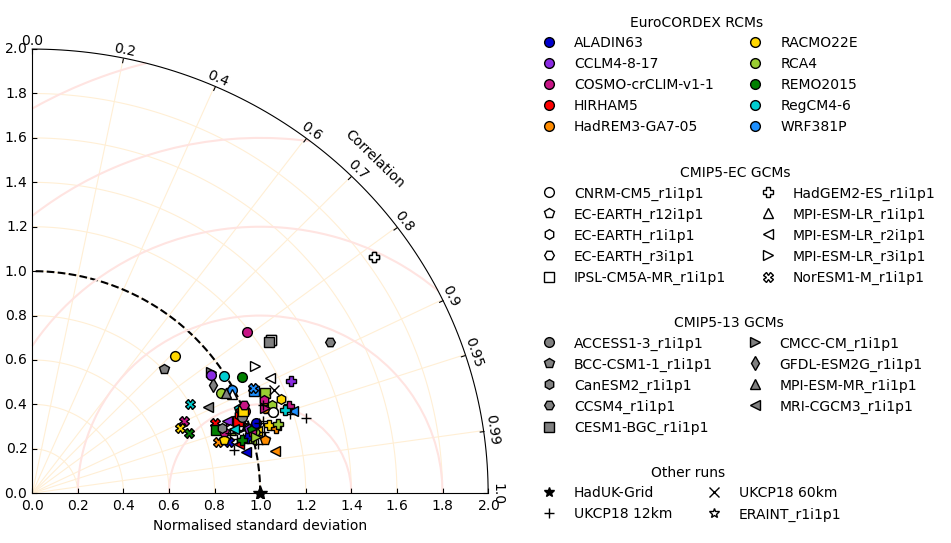 EuroCORDEX RCMs
ALADIN63
CCLM4-8-17
COSMO-crCLIM-v1-1
HIRHAM5
HadREM3-GA7-05
RACMO22E
RCA4
REMO2015
RegCM4-6
WRF381P
CMIP5-EC GCMs
CNRM-CM5_r1i1p1
EC-EARTH_r12i1p1
EC-EARTH_r1i1p1
EC-EARTH_r3i1p1
IPSL-CM5A-MR_r1i1p1
HadGEM2-ES_r1i1p1
MPI-ESM-LR_r1i1p1
MPI-ESM-LR_r2i1p1
MPI-ESM-LR_r3i1p1
NorESM1-M_r1i1p1
CMIP5-13 GCMs
ACCESS1-3_r1i1p1
BCC-CSM1-1_r1i1p1
CanESM2_r1i1p1
CCSM4_r1i1p1
CESM1-BGC_r1i1p1
CMCC-CM_r1i1p1
GFDL-ESM2G_r1i1p1
MPI-ESM-MR_r1i1p1
MRI-CGCM3_r1i1p1
Other runs
HadUK-Grid
UKCP18 12km
UKCP18 60km
ERAINT_r1i1p1
2.0
1.8
1.6
1.4
1.2
1.0
0.8
0.6
0.4
0.2
0.0
0.0
0.2
0.4
0.6
0.7
0.8
0.9
0.95
0.99
1.0
Correlation
0.0
0.2
0.4
0.6
0.8
1.0
1.2
1.4
1.6
1.8
2.0
Normalised standard deviation